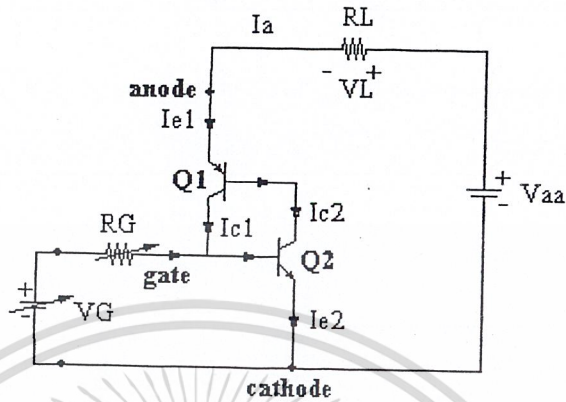 Ia
RL
- VL +
anode
Ie1
Q1
+
-
Vaa
Ic2
RG
Ic1
Q2
gate
+
-
VG
Ie2
cathode